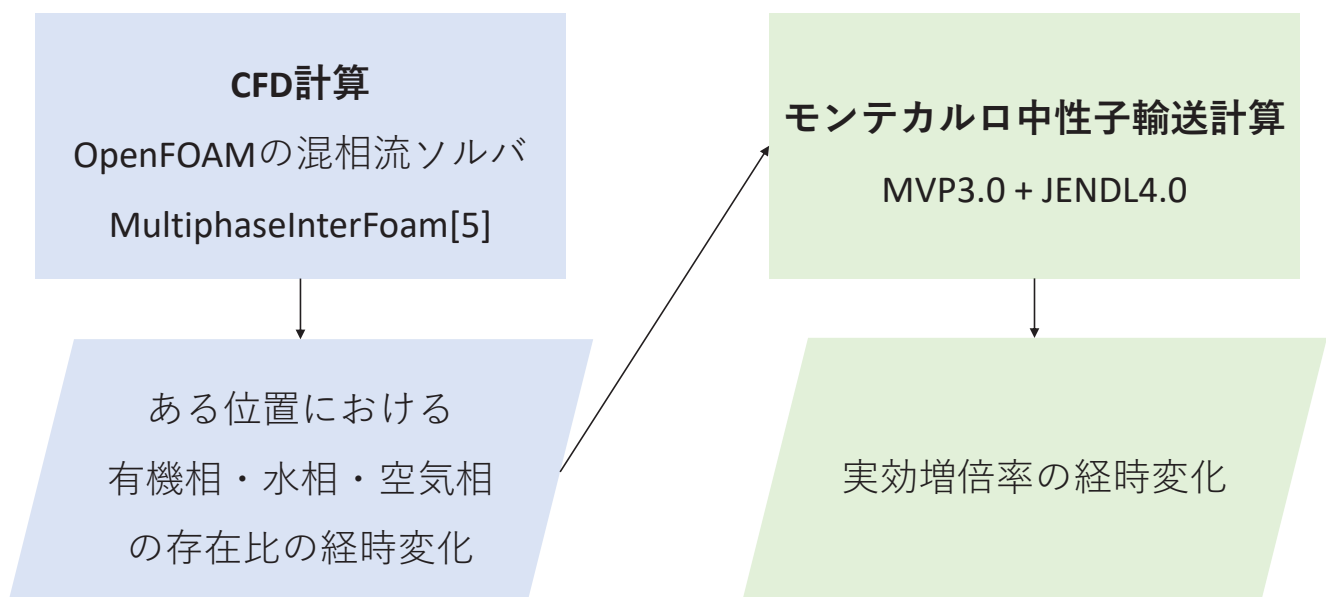 CFD計算
OpenFOAMの混相流ソルバ
MultiphaseInterFoam[5]
ある位置における
有機相・水相・空気相
の存在比の経時変化
モンテカルロ中性子輸送計算
MVP3.0 + JENDL4.0
実効増倍率の経時変化